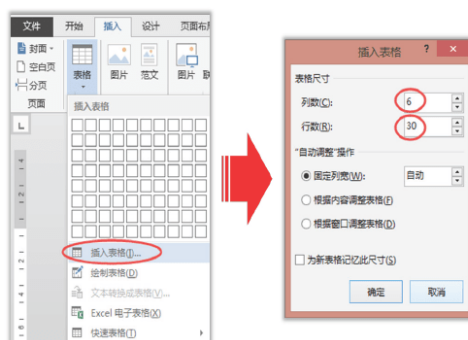 文件 开始 插入 设计 页面布局
封面
空白页
分页
页面
表格 图片 范文 图片 联
插入表格
插入表格(I)...
绘制表格(D)
文本转换成表格(V)...
Excel 电子表格(X)
快速表格(T)
插入表格 ? ×
表格尺寸
列数(C): 6
行数(R): 30
"自动调整"操作
固定列宽(W): 自动
根据内容调整表格(F)
根据窗口调整表格(D)
为新表格记忆此尺寸(S)
确定 取消